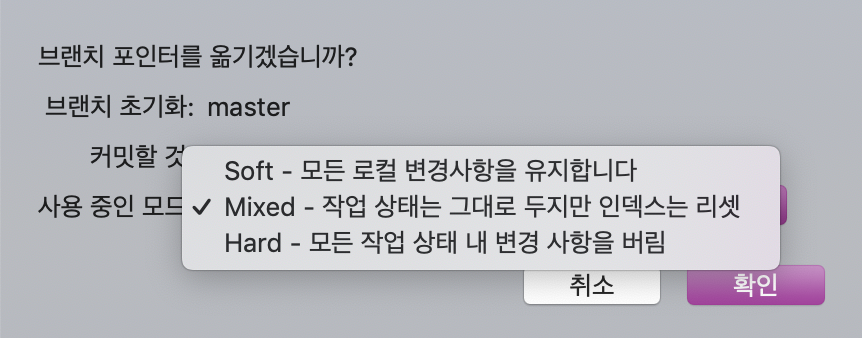 브랜치 포인터를 옮기겠습니까?
브랜치 초기화: master
커밋할 것
Soft - 모든 로컬 변경사항을 유지합니다
사용 중인 모드
✓ Mixed - 작업 상태는 그대로 두지만 인덱스는 리셋
Hard - 모든 작업 상태 내 변경 사항을 버림
취소
확인